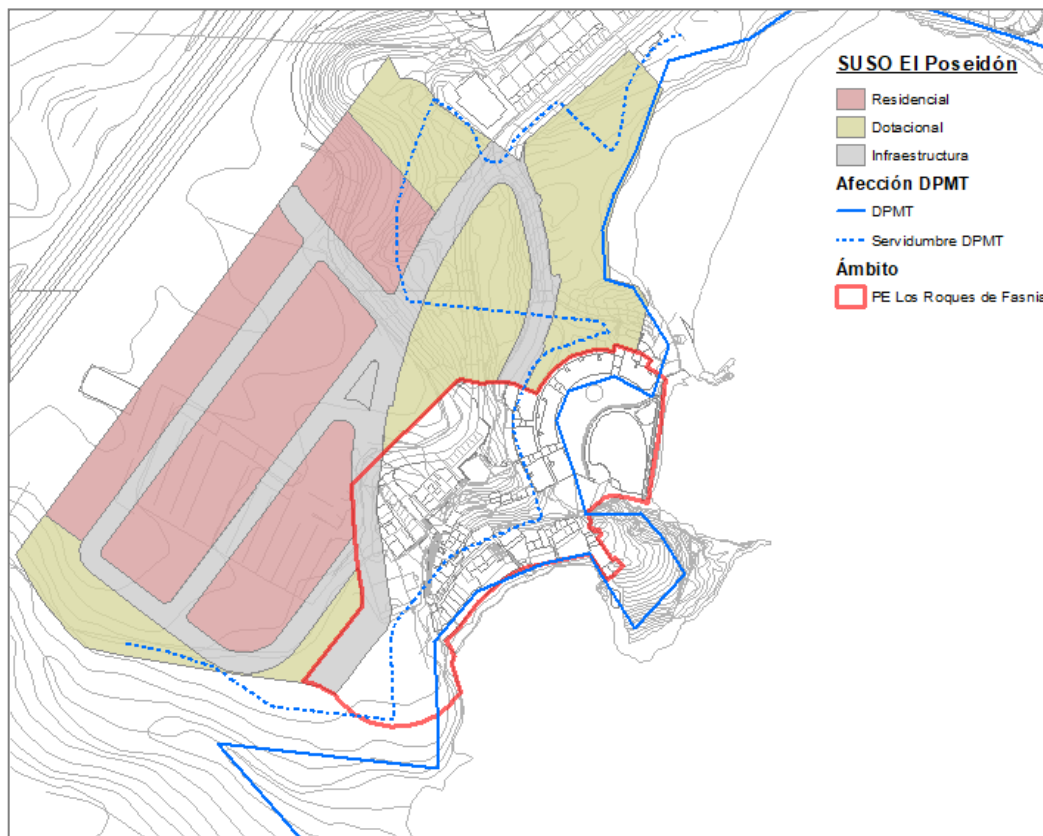 SUSO El Poseidón
Residencial
Dotacional
Infraestructura
Afección DPMT
DPMT
Servidumbre DPMT
Ámbito
PE Los Roques de Fasnia